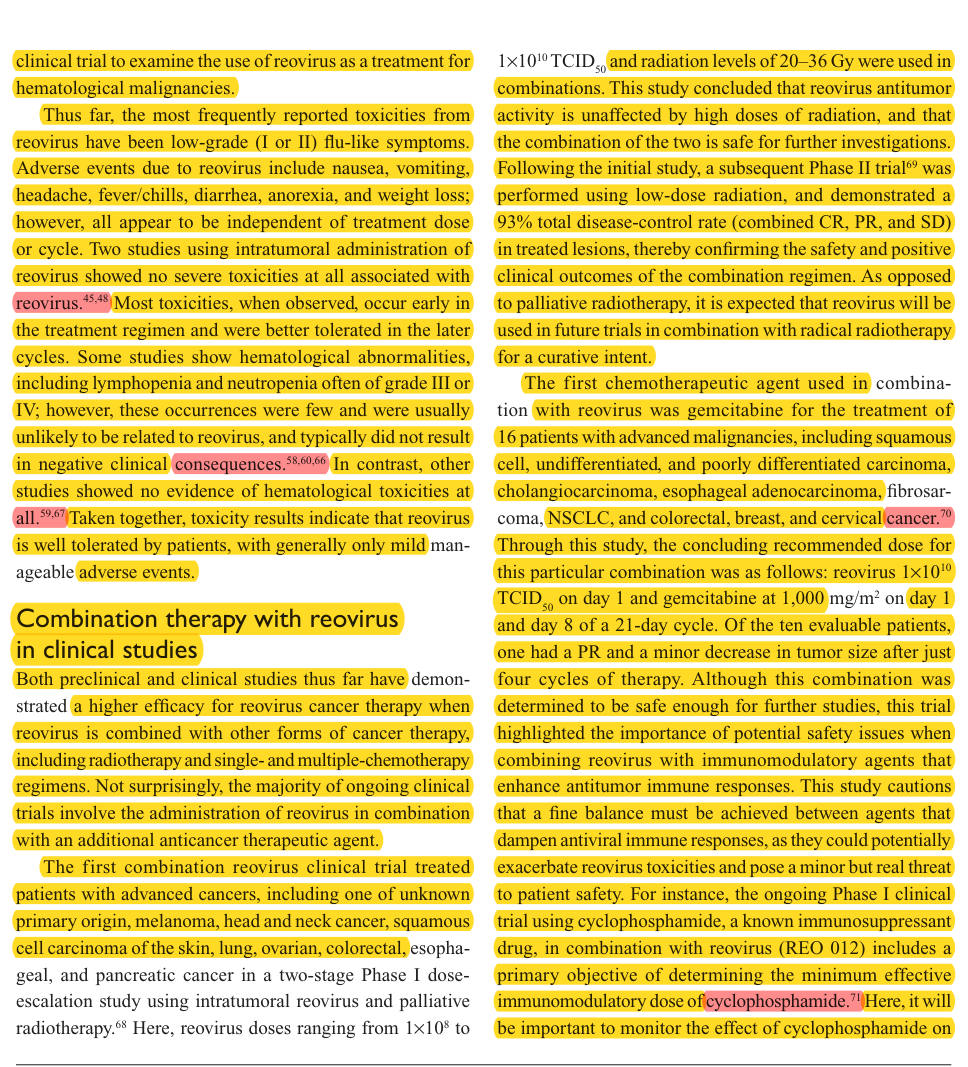 clinical trial to examine the use of reovirus as a treatment for
hematological malignancies.
Thus far, the most frequently reported toxicities from
reovirus have been low-grade (I or II) flu-like symptoms.
Adverse events due to reovirus include nausea, vomiting,
headache, fever/chills, diarrhea, anorexia, and weight loss;
however, all appear to be independent of treatment dose
or cycle. Two studies using intratumoral administration of
reovirus showed no severe toxicities at all associated with
reovirus.45,48 Most toxicities, when observed, occur early in
the treatment regimen and were better tolerated in the later
cycles. Some studies show hematological abnormalities,
including lymphopenia and neutropenia often of grade III or
IV; however, these occurrences were few and were usually
unlikely to be related to reovirus, and typically did not result
in negative clinical consequences.58,60,66 In contrast, other
studies showed no evidence of hematological toxicities at
all.59,67 Taken together, toxicity results indicate that reovirus
is well tolerated by patients, with generally only mild man-
ageable adverse events.
Combination therapy with reovirus
in clinical studies
Both preclinical and clinical studies thus far have demon-
strated a higher efficacy for reovirus cancer therapy when
reovirus is combined with other forms of cancer therapy,
including radiotherapy and single- and multiple-chemotherapy
regimens. Not surprisingly, the majority of ongoing clinical
trials involve the administration of reovirus in combination
with an additional anticancer therapeutic agent.
The first combination reovirus clinical trial treated
patients with advanced cancers, including one of unknown
primary origin, melanoma, head and neck cancer, squamous
cell carcinoma of the skin, lung, ovarian, colorectal, esopha-
geal, and pancreatic cancer in a two-stage Phase I dose-
escalation study using intratumoral reovirus and palliative
radiotherapy.68 Here, reovirus doses ranging from 1×10⁸ to
1×10¹⁰ TCID₅₀ and radiation levels of 20–36 Gy were used in
combinations. This study concluded that reovirus antitumor
activity is unaffected by high doses of radiation, and that
the combination of the two is safe for further investigations.
Following the initial study, a subsequent Phase II trial69 was
performed using low-dose radiation, and demonstrated a
93% total disease-control rate (combined CR, PR, and SD)
in treated lesions, thereby confirming the safety and positive
clinical outcomes of the combination regimen. As opposed
to palliative radiotherapy, it is expected that reovirus will be
used in future trials in combination with radical radiotherapy
for a curative intent.
The first chemotherapeutic agent used in combina-
tion with reovirus was gemcitabine for the treatment of
16 patients with advanced malignancies, including squamous
cell, undifferentiated, and poorly differentiated carcinoma,
cholangiocarcinoma, esophageal adenocarcinoma, fibrosar-
coma, NSCLC, and colorectal, breast, and cervical cancer.70
Through this study, the concluding recommended dose for
this particular combination was as follows: reovirus 1×10¹⁰
TCID₅₀ on day 1 and gemcitabine at 1,000 mg/m² on day 1
and day 8 of a 21-day cycle. Of the ten evaluable patients,
one had a PR and a minor decrease in tumor size after just
four cycles of therapy. Although this combination was
determined to be safe enough for further studies, this trial
highlighted the importance of potential safety issues when
combining reovirus with immunomodulatory agents that
enhance antitumor immune responses. This study cautions
that a fine balance must be achieved between agents that
dampen antiviral immune responses, as they could potentially
exacerbate reovirus toxicities and pose a minor but real threat
to patient safety. For instance, the ongoing Phase I clinical
trial using cyclophosphamide, a known immunosuppressant
drug, in combination with reovirus (REO 012) includes a
primary objective of determining the minimum effective
immunomodulatory dose of cyclophosphamide.71 Here, it will
be important to monitor the effect of cyclophosphamide on